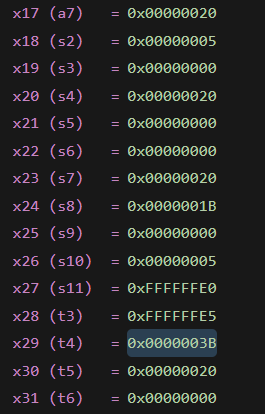 x17 (a7) = 0x00000020
x18 (s2) = 0x00000005
x19 (s3) = 0x00000000
x20 (s4) = 0x00000020
x21 (s5) = 0x00000000
x22 (s6) = 0x00000000
x23 (s7) = 0x00000020
x24 (s8) = 0x0000001B
x25 (s9) = 0x00000000
x26 (s10) = 0x00000005
x27 (s11) = 0xFFFFFFE0
x28 (t3) = 0xFFFFFFE5
x29 (t4) = 0x0000003B
x30 (t5) = 0x00000020
x31 (t6) = 0x00000000